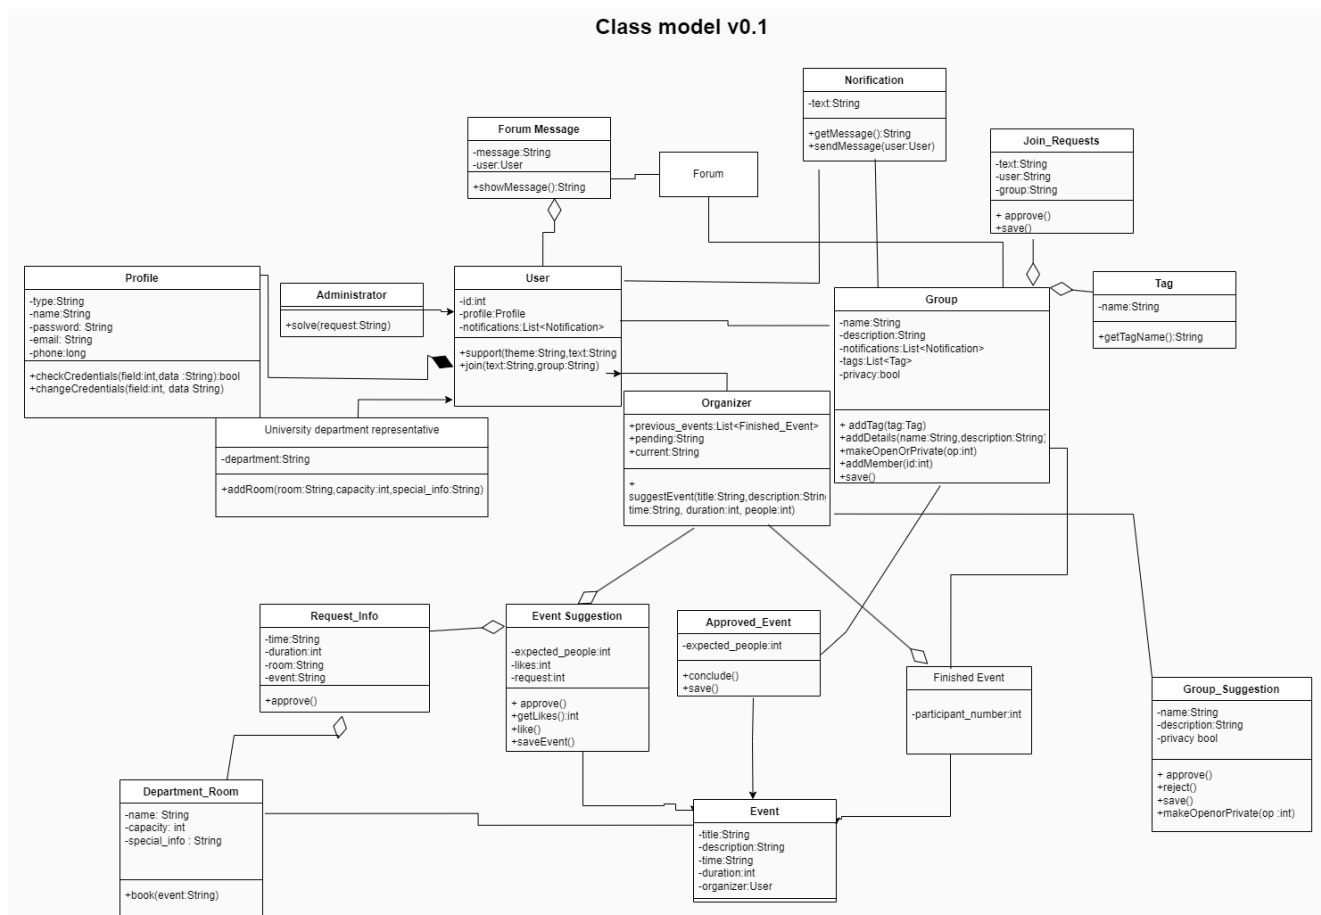 Class model v0.1
Norification
-text:String
+getMessage():String
+sendMessage(user:User)
Forum Message
-message:String
-user:User
+showMessage():String
Forum
Join_Requests
-text:String
-user:String
-group:String
+ approve()
+save()
Profile
-type:String
-name:String
-password: String
-email: String
-phone:long
+checkCredentials(field:int,data :String):bool
+changeCredentials(field:int, data String)
Administrator
+solve(request:String)
User
-id:int
-profile:Profile
-notifications:List<Notification>
+support(theme:String,text:String
+join(text:String,group:String)
Group
-name:String
-description:String
-notifications:List<Notification>
-tags:List<Tag>
-privacy:bool
+ addTag(tag:Tag)
+addDetails(name:String,description:String)
+makeOpenOrPrivate(op:int)
+addMember(id:int)
+save()
Tag
-name:String
+getTagName():String
University department representative
-department:String
+addRoom(room:String,capacity:int,special_info:String)
Organizer
+previous_events:List<Finished_Event>
+pending:String
+current:String
+
suggestEvent(title:String,description:String
time:String, duration:int, people:int)
Request_Info
-time:String
-duration:int
-room:String
-event:String
+approve()
Event Suggestion
-expected_people:int
-likes:int
-request:int
+ approve()
+getLikes():int
+like()
+saveEvent()
Approved_Event
-expected_people:int
+conclude()
+save()
Finished Event
-participant_number:int
Group_Suggestion
-name:String
-description:String
-privacy bool
+ approve()
+reject()
+save()
+makeOpenorPrivate(op :int)
Department_Room
-name: String
-capacity: int
-special_info : String
+book(event:String)
Event
-title:String
-description:String
-time:String
-duration:int
-organizer:User